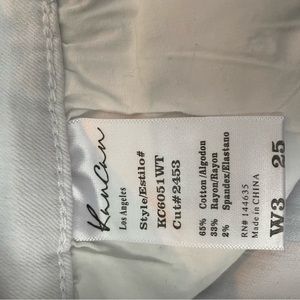 KanCan
Los Angeles
Style/Estilo#
KC6051WT
Cut#2453
65% Cotton/Algodon
33% Rayon/Rayon
2% Spandex/Elastano
RN# 144635
Made in CHINA
W3 25